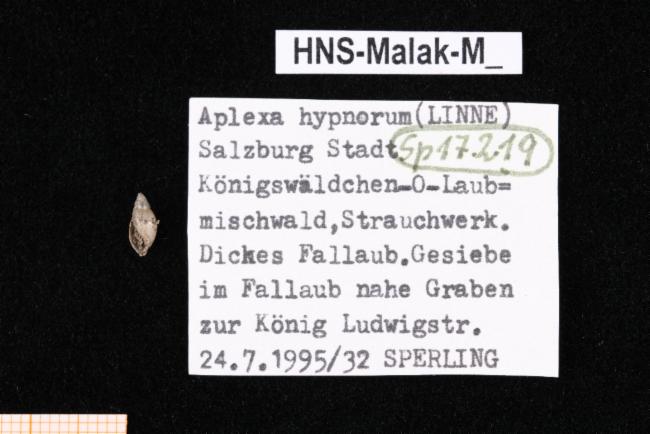 HNS-Malak-M_
Aplexa hypnorum(LINNE)
Salzburg Stadt Sp17219
Königswäldchen-O-Laub=
mischwald,Strauchwerk.
Dickes Fallaub.Gesiebe
im Fallaub nahe Graben
zur König Ludwigstr.
24.7.1995/32 SPERLING